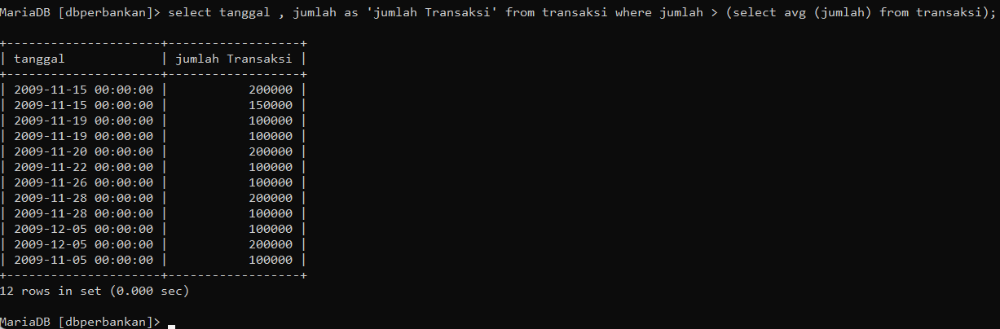 MariaDB [dbperbankan]> select tanggal , jumlah as 'jumlah Transaksi' from transaksi where jumlah > (select avg (jumlah) from transaksi);
+---------------------+------------------+
| tanggal             | jumlah Transaksi |
+---------------------+------------------+
| 2009-11-15 00:00:00 |           200000 |
| 2009-11-15 00:00:00 |           150000 |
| 2009-11-19 00:00:00 |           100000 |
| 2009-11-19 00:00:00 |           100000 |
| 2009-11-20 00:00:00 |           200000 |
| 2009-11-22 00:00:00 |           100000 |
| 2009-11-26 00:00:00 |           100000 |
| 2009-11-28 00:00:00 |           200000 |
| 2009-11-28 00:00:00 |           100000 |
| 2009-12-05 00:00:00 |           100000 |
| 2009-12-05 00:00:00 |           200000 |
| 2009-11-05 00:00:00 |           100000 |
+---------------------+------------------+
12 rows in set (0.000 sec)
MariaDB [dbperbankan]>